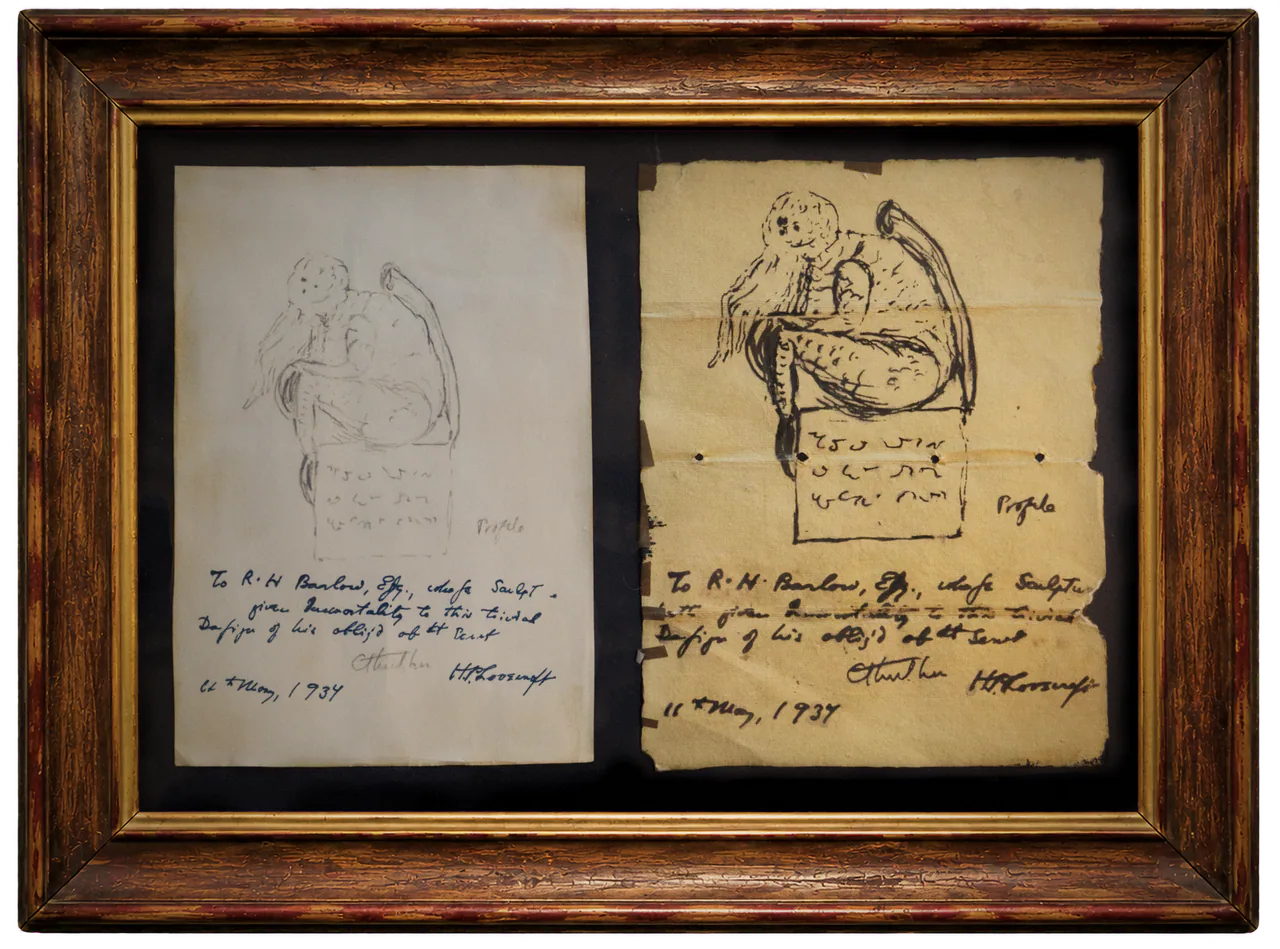 Profile
To R. H Barlow, Esq., whose Sculpt
given Immortality to this trivial
Design of his oblig'd obt Servt
Cthulhu
H.P. Lovecraft
11th May, 1934
Profile
To R. H. Barlow, Esq., whose Sculptu
hath given Immortality to this trivial
Design of his oblig'd obt Servt
Cthulhu
H.P. Lovecraft
11th May, 1934